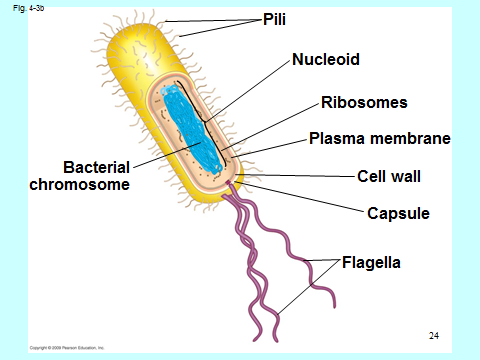 Fig. 4-3b
Pili
Nucleoid
Ribosomes
Plasma membrane
Bacterial
chromosome
Cell wall
Capsule
Flagella
24
Copyright © 2009 Pearson Education, Inc.